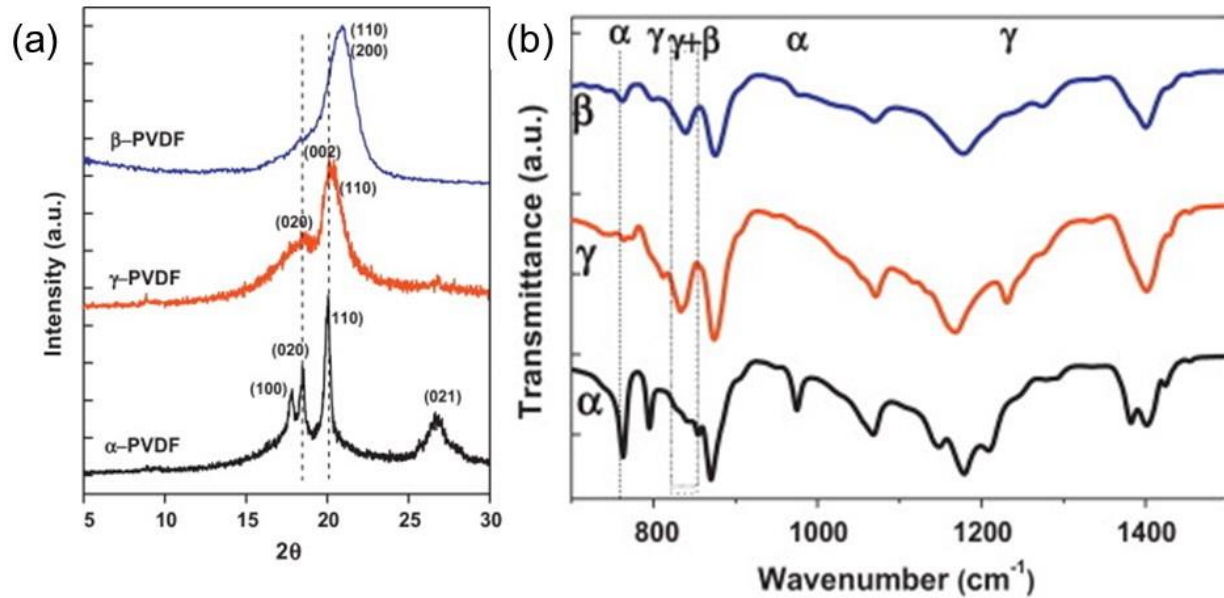 (a)
(110)
(200)
β–PVDF
(002)
(110)
(020)
γ–PVDF
110)
(020)
(100)
(021)
α–PVDF
Intensity (a.u.)
5 10 15 20 25 30
2θ
(b)
α γ γ+β α γ
β
γ
α
Transmittance (a.u.)
800 1000 1200 1400
Wavenumber (cm⁻¹)